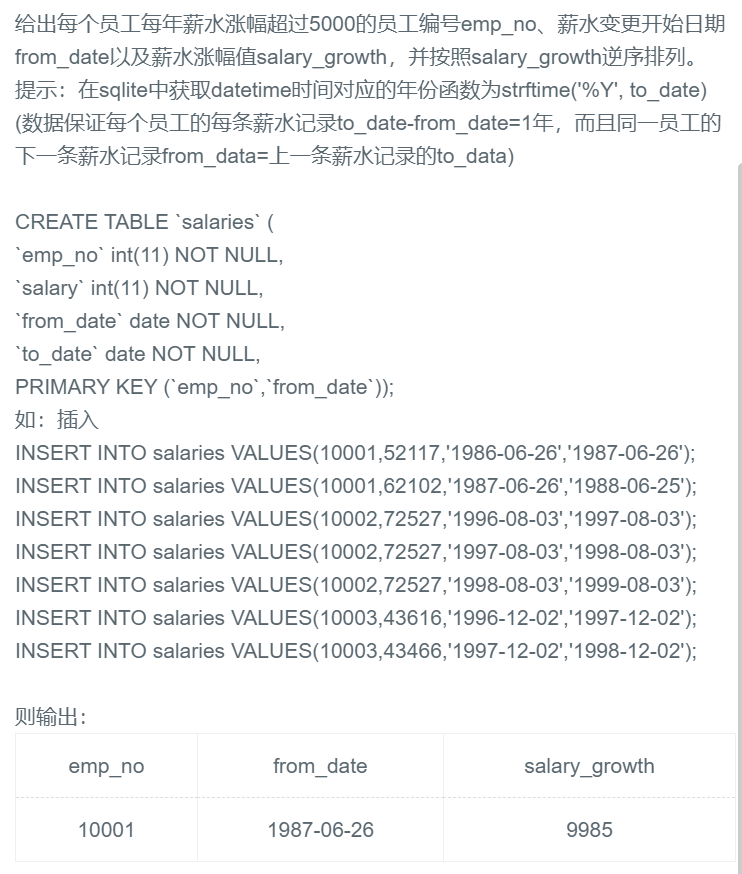 给出每个员工每年薪水涨幅超过5000的员工编号emp_no、薪水变更开始日期
from_date以及薪水涨幅值salary_growth，并按照salary_growth逆序排列。
提示：在sqlite中获取datetime时间对应的年份函数为strftime('%Y', to_date)
(数据保证每个员工的每条薪水记录to_date-from_date=1年，而且同一员工的
下一条薪水记录from_data=上一条薪水记录的to_data)
CREATE TABLE `salaries` (
`emp_no` int(11) NOT NULL,
`salary` int(11) NOT NULL,
`from_date` date NOT NULL,
`to_date` date NOT NULL,
PRIMARY KEY (`emp_no`,`from_date`));
如：插入
INSERT INTO salaries VALUES(10001,52117,'1986-06-26','1987-06-26');
INSERT INTO salaries VALUES(10001,62102,'1987-06-26','1988-06-25');
INSERT INTO salaries VALUES(10002,72527,'1996-08-03','1997-08-03');
INSERT INTO salaries VALUES(10002,72527,'1997-08-03','1998-08-03');
INSERT INTO salaries VALUES(10002,72527,'1998-08-03','1999-08-03');
INSERT INTO salaries VALUES(10003,43616,'1996-12-02','1997-12-02');
INSERT INTO salaries VALUES(10003,43466,'1997-12-02','1998-12-02');
则输出：
emp_no from_date salary_growth
10001 1987-06-26 9985